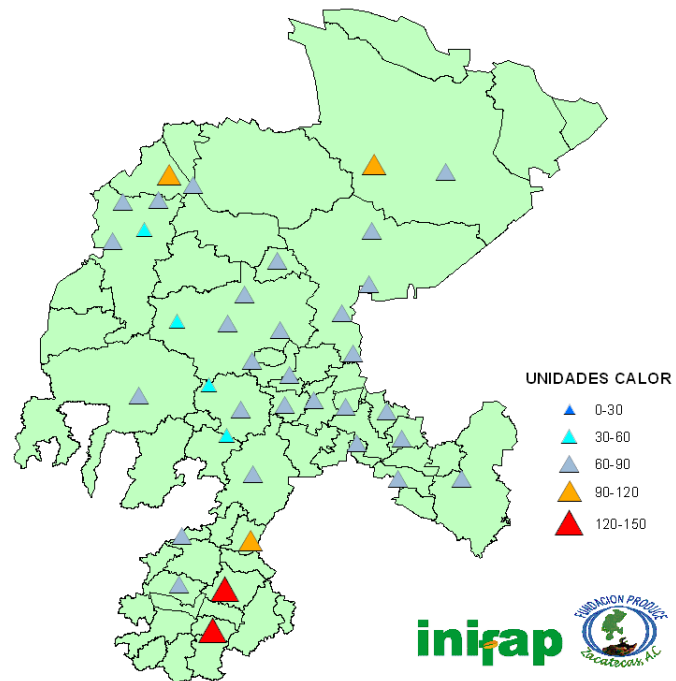 UNIDADES CALOR
0-30
30-60
60-90
90-120
120-150
inifap
FUNDACION PRODUCE
Zacatecas, A.C